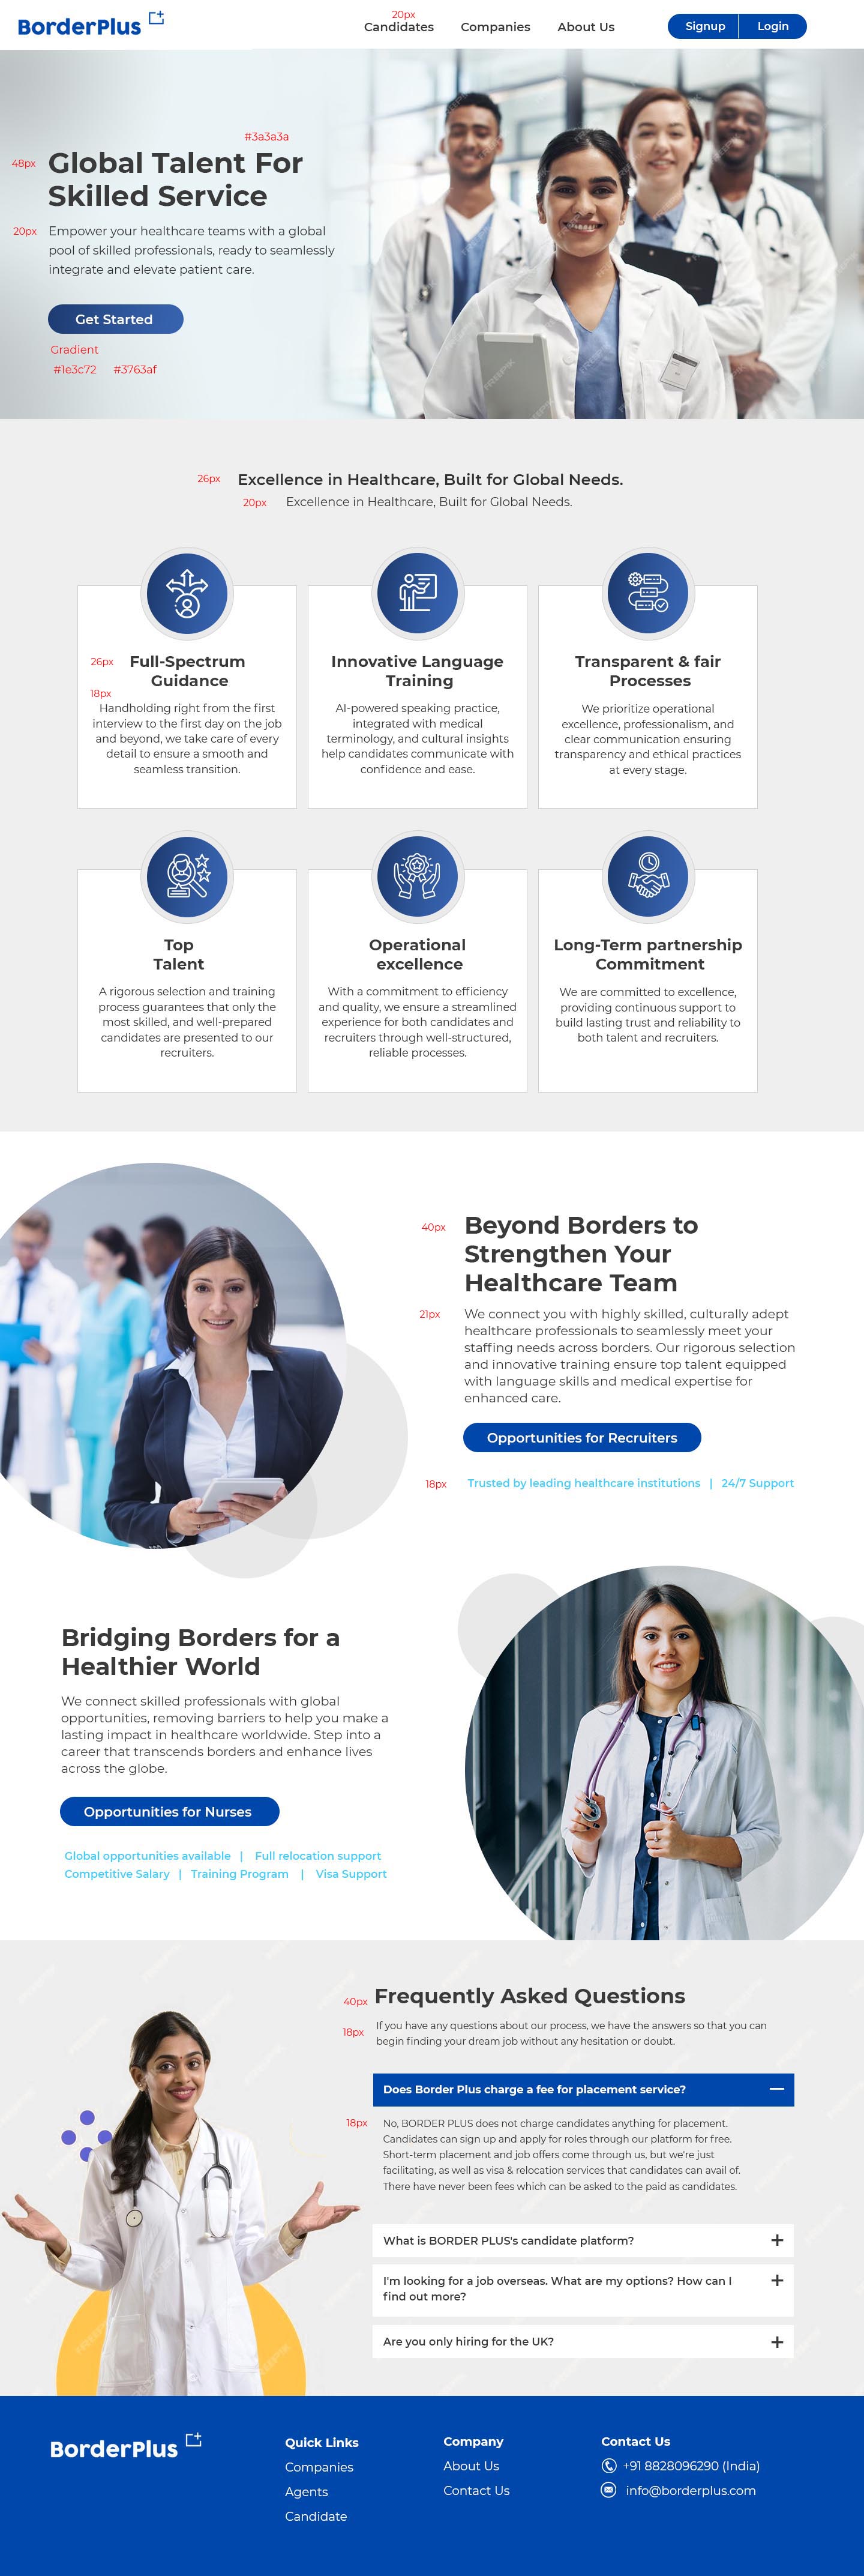 BorderPlus
20px
Candidates Companies About Us Signup Login
#3a3a3a
48px Global Talent For
Skilled Service
20px Empower your healthcare teams with a global
pool of skilled professionals, ready to seamlessly
integrate and elevate patient care.
Get Started
Gradient
#1e3c72 #3763af
26px Excellence in Healthcare, Built for Global Needs.
20px Excellence in Healthcare, Built for Global Needs.
26px Full-Spectrum
Guidance
18px
Handholding right from the first
interview to the first day on the job
and beyond, we take care of every
detail to ensure a smooth and
seamless transition.
Innovative Language
Training
AI-powered speaking practice,
integrated with medical
terminology, and cultural insights
help candidates communicate with
confidence and ease.
Transparent & fair
Processes
We prioritize operational
excellence, professionalism, and
clear communication ensuring
transparency and ethical practices
at every stage.
Top
Talent
A rigorous selection and training
process guarantees that only the
most skilled, and well-prepared
candidates are presented to our
recruiters.
Operational
excellence
With a commitment to efficiency
and quality, we ensure a streamlined
experience for both candidates and
recruiters through well-structured,
reliable processes.
Long-Term partnership
Commitment
We are committed to excellence,
providing continuous support to
build lasting trust and reliability to
both talent and recruiters.
40px Beyond Borders to
Strengthen Your
Healthcare Team
21px We connect you with highly skilled, culturally adept
healthcare professionals to seamlessly meet your
staffing needs across borders. Our rigorous selection
and innovative training ensure top talent equipped
with language skills and medical expertise for
enhanced care.
Opportunities for Recruiters
18px Trusted by leading healthcare institutions | 24/7 Support
Bridging Borders for a
Healthier World
We connect skilled professionals with global
opportunities, removing barriers to help you make a
lasting impact in healthcare worldwide. Step into a
career that transcends borders and enhance lives
across the globe.
Opportunities for Nurses
Global opportunities available | Full relocation support
Competitive Salary | Training Program | Visa Support
40px Frequently Asked Questions
18px If you have any questions about our process, we have the answers so that you can
begin finding your dream job without any hesitation or doubt.
Does Border Plus charge a fee for placement service?
18px No, BORDER PLUS does not charge candidates anything for placement.
Candidates can sign up and apply for roles through our platform for free.
Short-term placement and job offers come through us, but we're just
facilitating, as well as visa & relocation services that candidates can avail of.
There have never been fees which can be asked to the paid as candidates.
What is BORDER PLUS's candidate platform?
I'm looking for a job overseas. What are my options? How can I
find out more?
Are you only hiring for the UK?
BorderPlus
Quick Links
Companies
Agents
Candidate
Company
About Us
Contact Us
Contact Us
+91 8828096290 (India)
info@borderplus.com